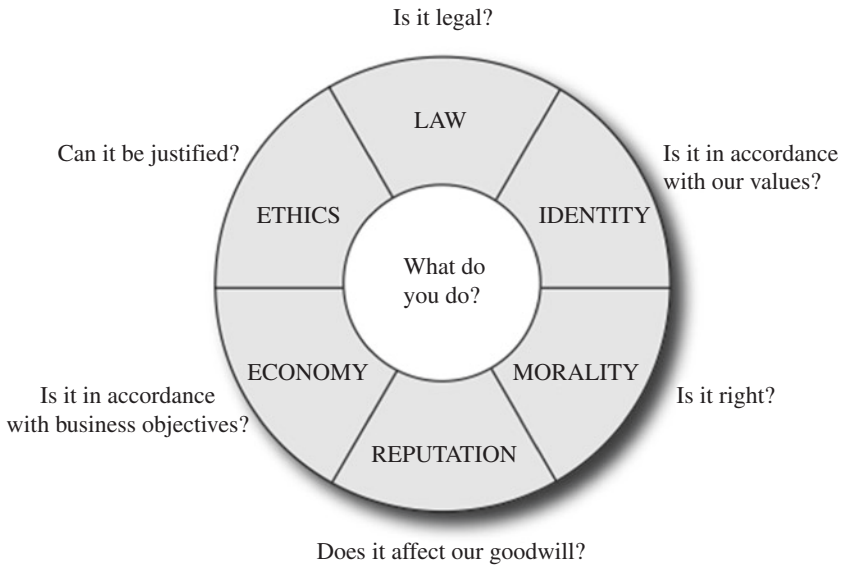 Is it legal?
LAW
Can it be justified?
Is it in accordance
with our values?
ETHICS
IDENTITY
What do
you do?
ECONOMY
MORALITY
Is it in accordance
with business objectives?
Is it right?
REPUTATION
Does it affect our goodwill?